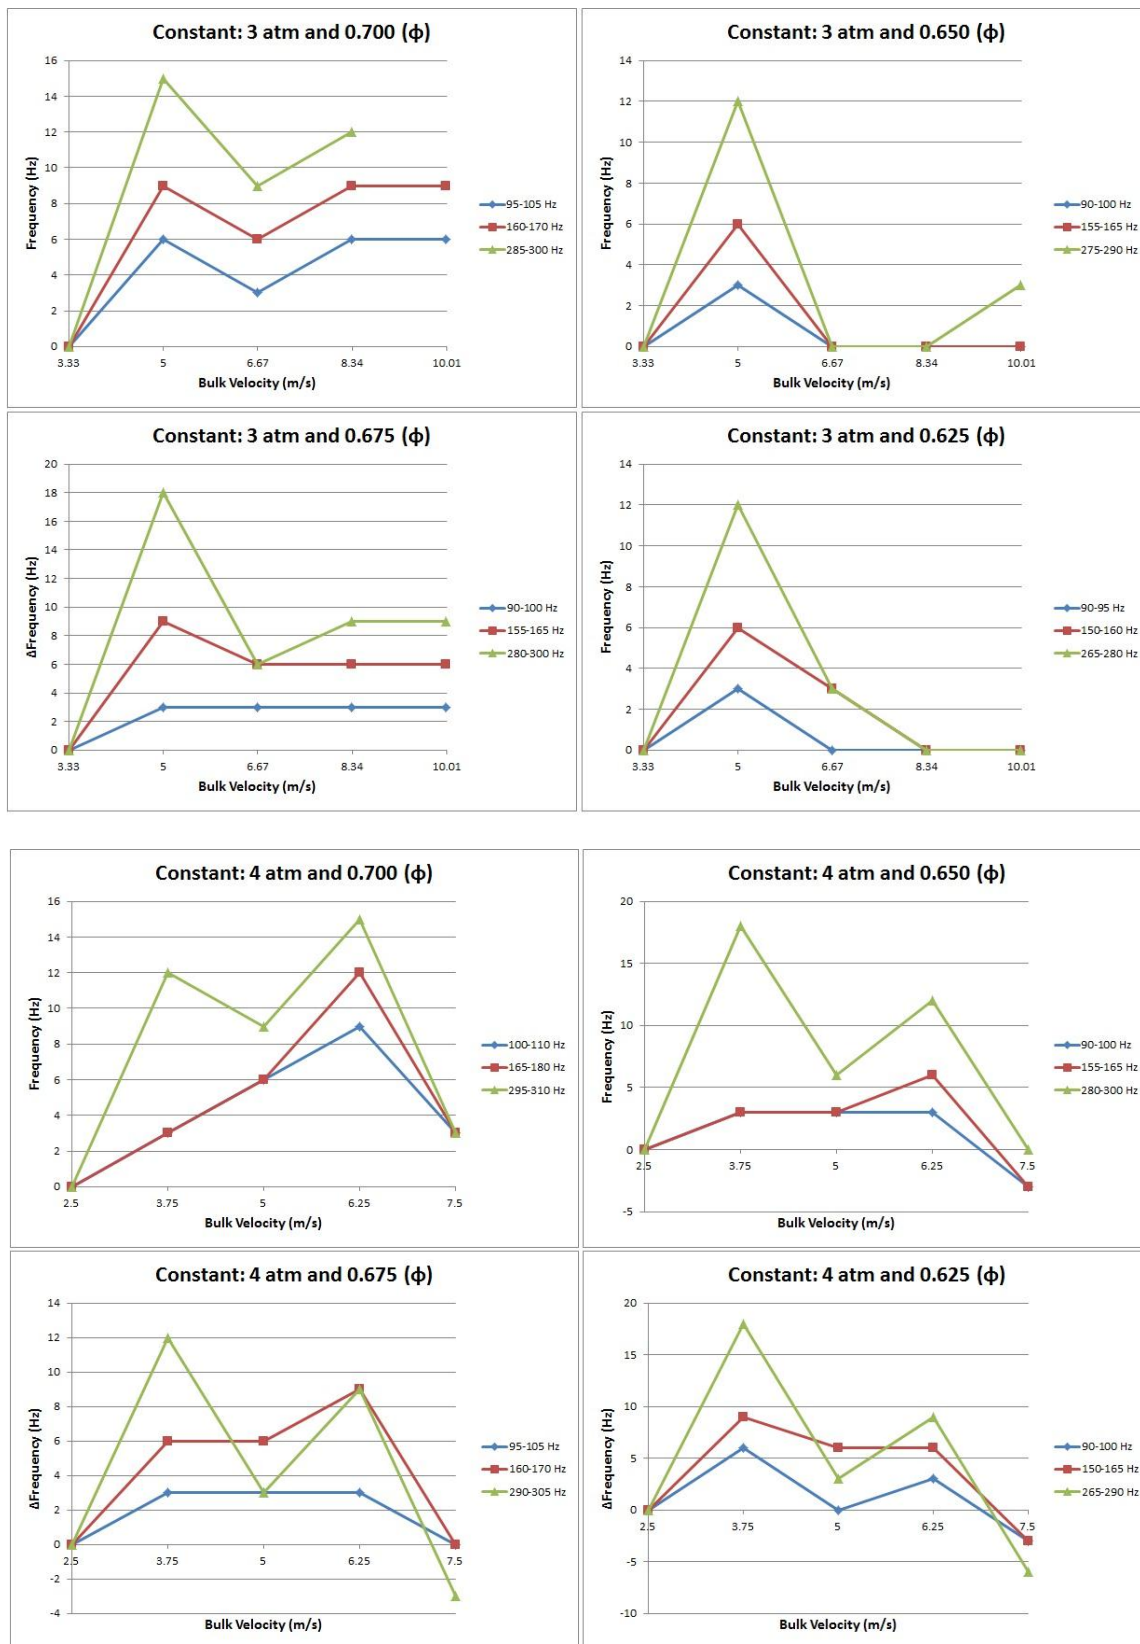 Constant: 3 atm and 0.700 (ф)
Frequency (Hz)
16
14
12
10
8
6
4
2
0
3.33 5 6.67 8.34 10.01
Bulk Velocity (m/s)
95-105 Hz
160-170 Hz
285-300 Hz
Constant: 3 atm and 0.650 (ф)
Frequency (Hz)
14
12
10
8
6
4
2
0
3.33 5 6.67 8.34 10.01
Bulk Velocity (m/s)
90-100 Hz
155-165 Hz
275-290 Hz
Constant: 3 atm and 0.675 (ф)
ΔFrequency (Hz)
20
18
16
14
12
10
8
6
4
2
0
3.33 5 6.67 8.34 10.01
Bulk Velocity (m/s)
90-100 Hz
155-165 Hz
280-300 Hz
Constant: 3 atm and 0.625 (ф)
Frequency (Hz)
14
12
10
8
6
4
2
0
3.33 5 6.67 8.34 10.01
Bulk Velocity (m/s)
90-95 Hz
150-160 Hz
265-280 Hz
Constant: 4 atm and 0.700 (ф)
Frequency (Hz)
16
14
12
10
8
6
4
2
0
2.5 3.75 5 6.25 7.5
Bulk Velocity (m/s)
100-110 Hz
165-180 Hz
295-310 Hz
Constant: 4 atm and 0.650 (ф)
Frequency (Hz)
20
15
10
5
0
-5
2.5 3.75 5 6.25 7.5
Bulk Velocity (m/s)
90-100 Hz
155-165 Hz
280-300 Hz
Constant: 4 atm and 0.675 (ф)
ΔFrequency (Hz)
14
12
10
8
6
4
2
0
-2
-4
2.5 3.75 5 6.25 7.5
Bulk Velocity (m/s)
95-105 Hz
160-170 Hz
290-305 Hz
Constant: 4 atm and 0.625 (ф)
ΔFrequency (Hz)
20
15
10
5
0
-5
-10
2.5 3.75 5 6.25 7.5
Bulk Velocity (m/s)
90-100 Hz
150-165 Hz
265-290 Hz